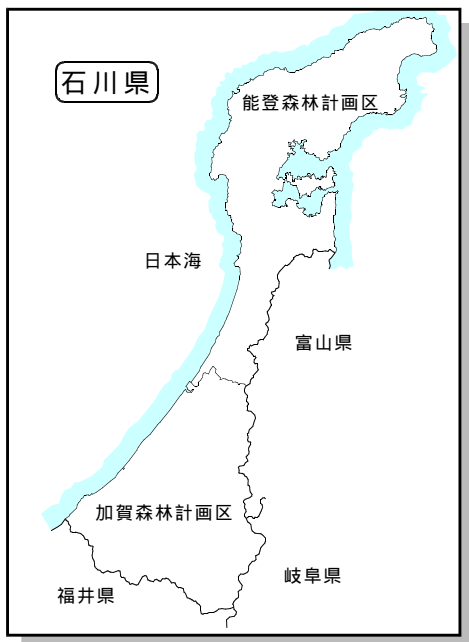 石川県
能登森林計画区
日本海
富山県
加賀森林計画区
岐阜県
福井県